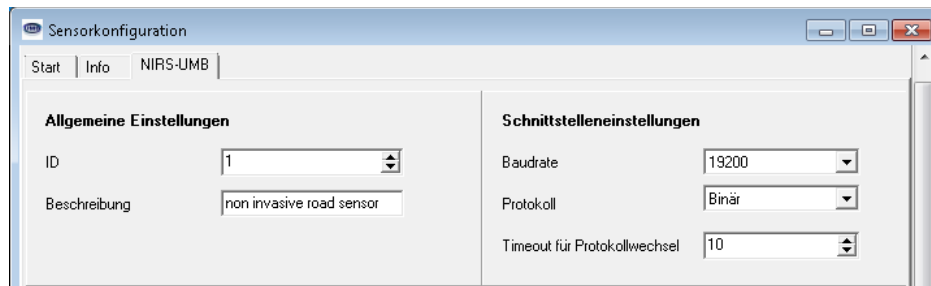 Sensorkonfiguration
Start Info NIRS-UMB
Allgemeine Einstellungen
ID 1
Beschreibung non invasive road sensor
Schnittstelleneinstellungen
Baudrate 19200
Protokoll Binär
Timeout für Protokollwechsel 10